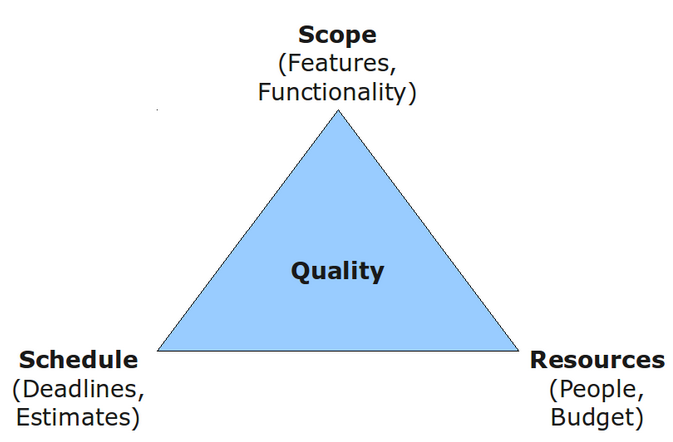 Scope
(Features,
Functionality)
Quality
Schedule
(Deadlines,
Estimates)
Resources
(People,
Budget)